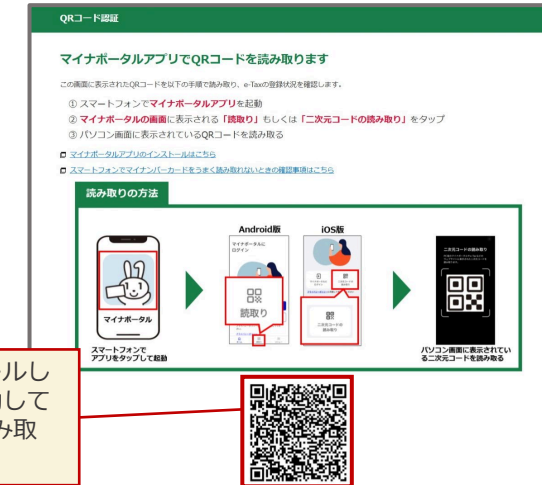 QRコード認証
マイナポータルアプリでQRコードを読み取ります
この画面に表示されたQRコードを以下の手順で読み取り、e-Taxの登録状況を確認します。
① スマートフォンでマイナポータルアプリを起動
② マイナポータルの画面に表示される「読取り」もしくは「二次元コードの読み取り」をタップ
③ パソコン画面に表示されているQRコードを読み取る
マイナポータルアプリのインストールはこちら
スマートフォンでマイナンバーカードをうまく読み取れないときの確認事項はこちら
読み取りの方法
マイナポータル
スマートフォンで
アプリをタップして起動
Android版
マイナポータルに
ログイン
読取り
iOS版
二次元コードの
読み取り
二次元コードの読み取り
パソコン画面に表示されてい
る二次元コードを読み取る
ルし
して
み取